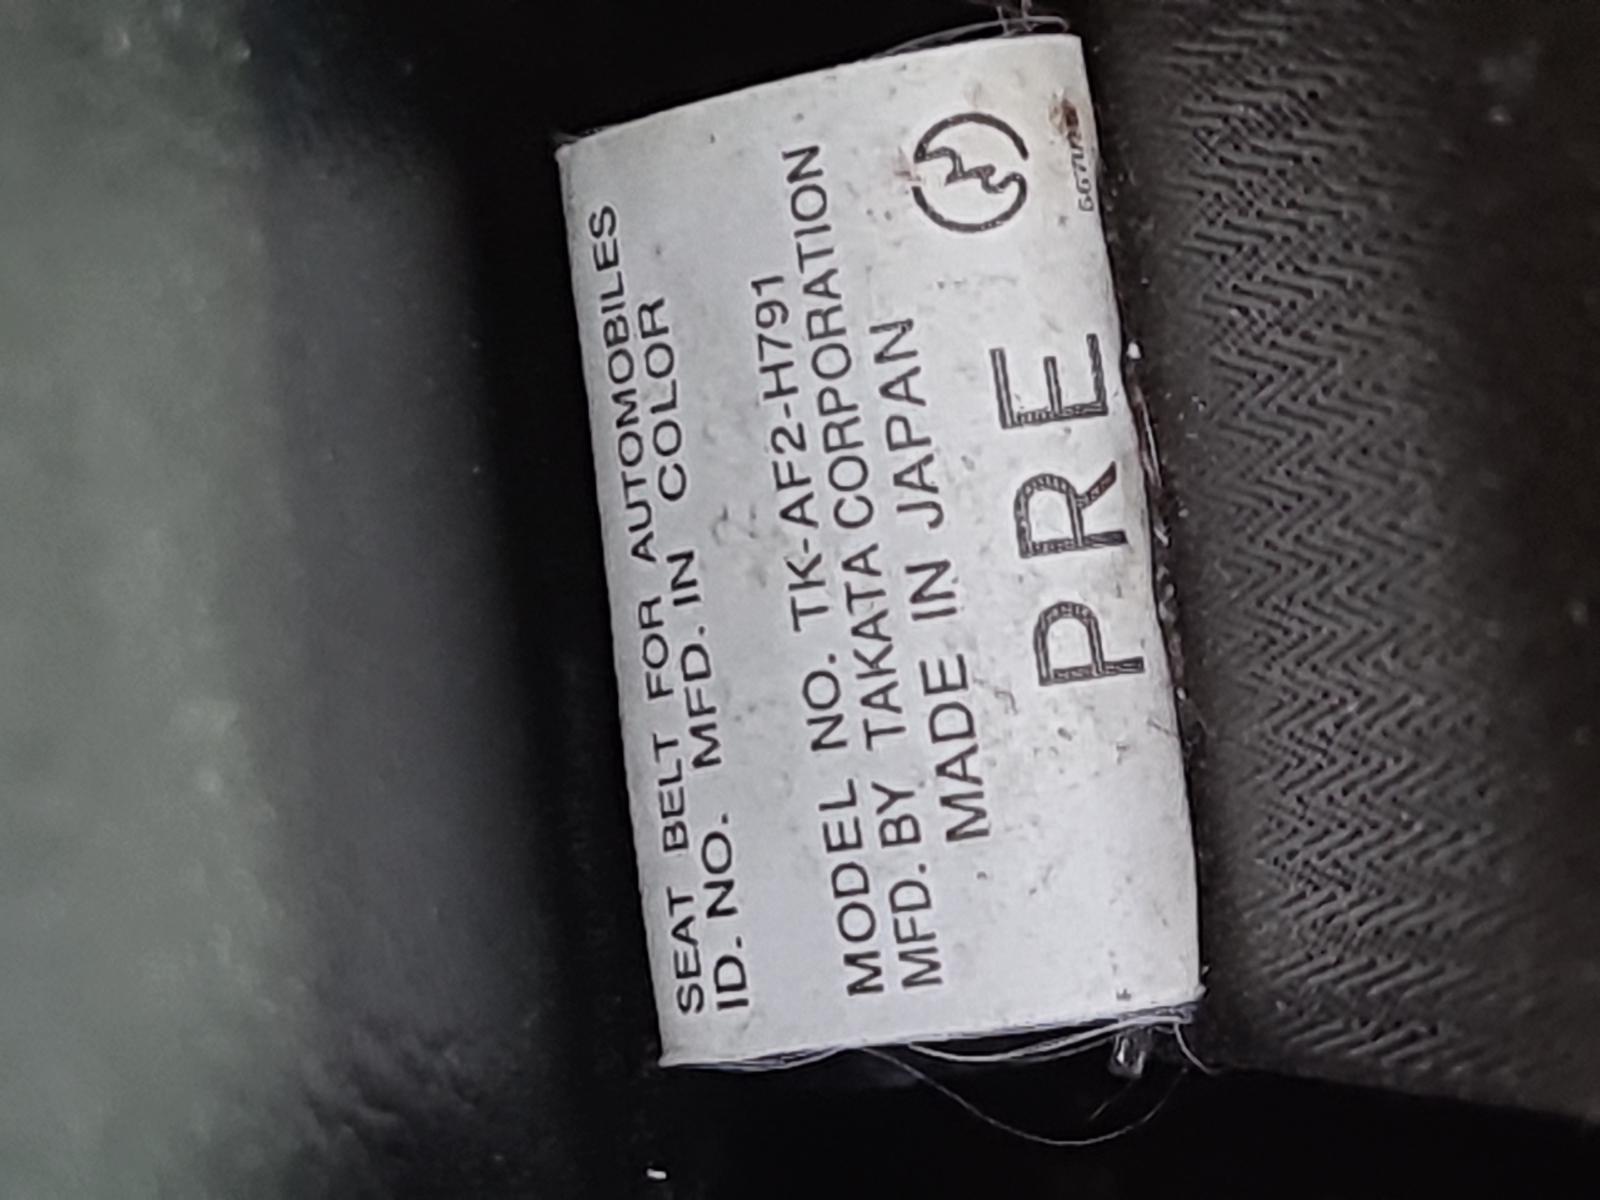 SEAT BELT FOR AUTOMOBILES
ID. NO. MFD. IN COLOR
MODEL NO. TK-AF2-H791
MFD. BY TAKATA CORPORATION
MADE IN JAPAN
PRE